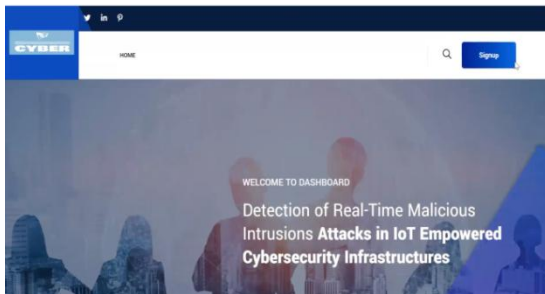 CYBER
HOME
Signup
WELCOME TO DASHBOARD
Detection of Real-Time Malicious
Intrusions Attacks in IoT Empowered
Cybersecurity Infrastructures